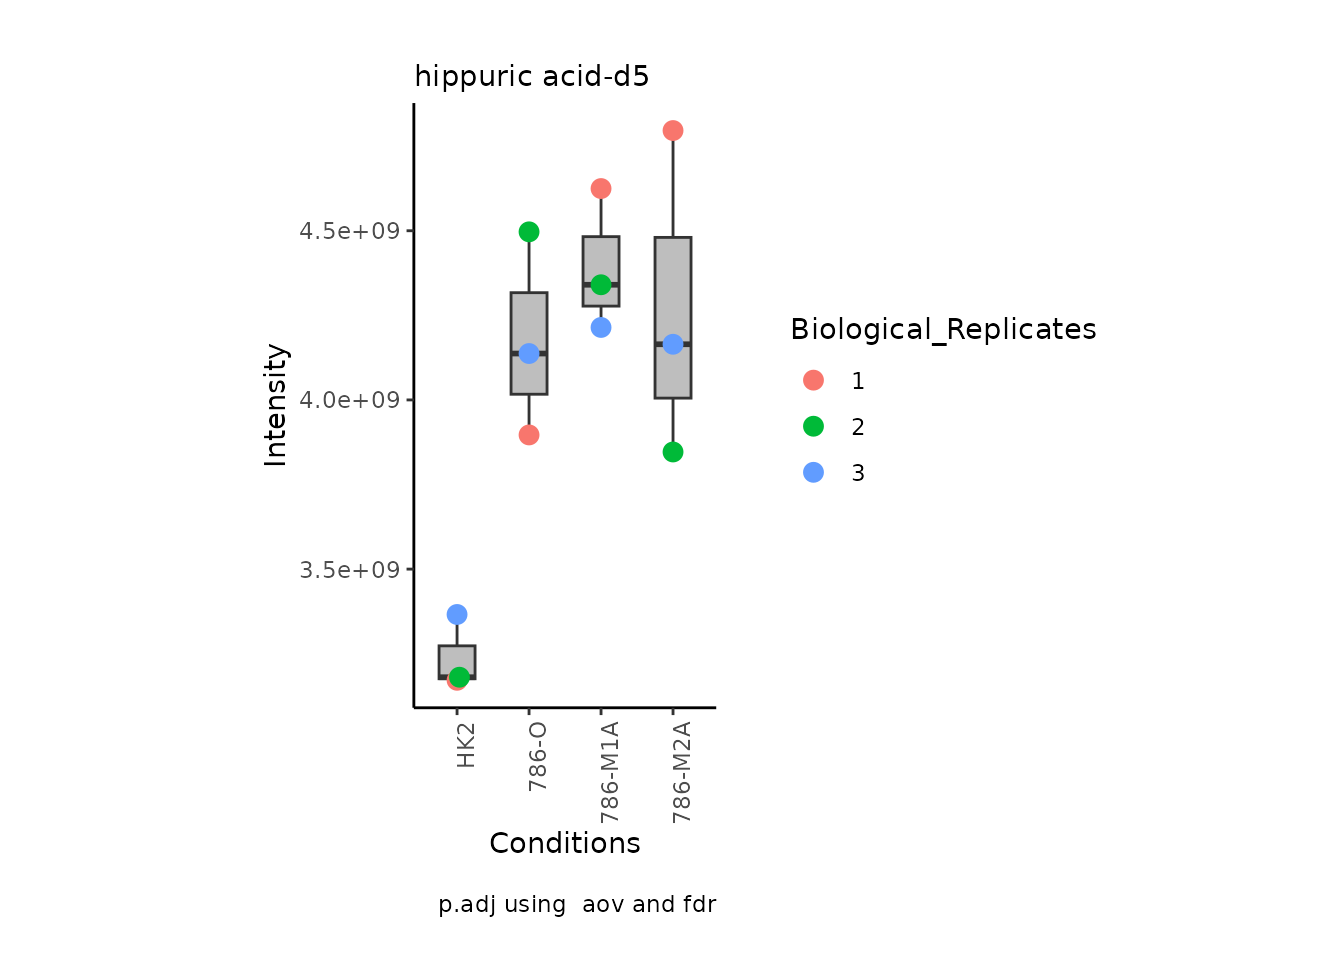 hippuric acid-d5
Intensity
4.5e+09
4.0e+09
3.5e+09
HK2
786-O
786-M1A
786-M2A
Conditions
p.adj using  aov and fdr
Biological_Replicates
1
2
3